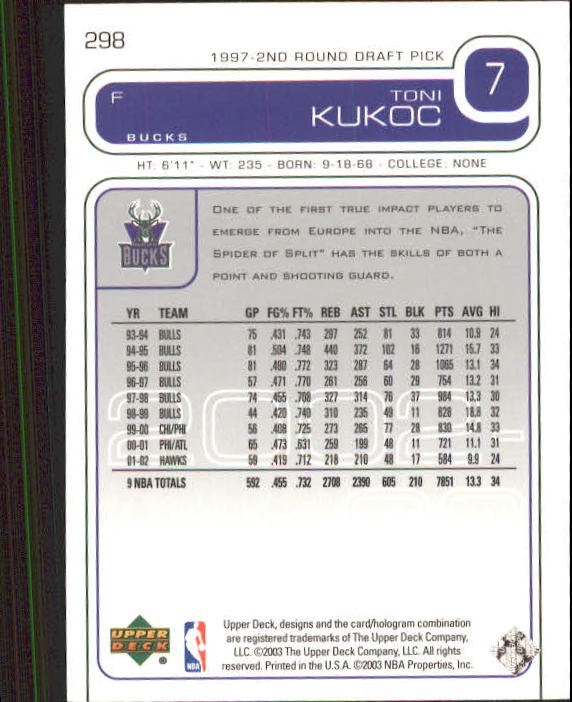 298
1997-2ND ROUND DRAFT PICK
7
F
TONI
KUKOC
BUCKS
HT: 6'11" - WT: 235 - BORN: 9-18-68 - COLLEGE: NONE
BUCKS
ONE OF THE FIRST TRUE IMPACT PLAYERS TO
EMERGE FROM EUROPE INTO THE NBA, "THE
SPIDER OF SPLIT" HAS THE SKILLS OF BOTH A
POINT AND SHOOTING GUARD.
YR TEAM GP FG% FT% REB AST STL BLK PTS AVG HI
93-94 BULLS 75 .431 .743 297 252 81 33 814 10.9 24
94-95 BULLS 81 .504 .748 440 372 102 16 1271 15.7 33
95-96 BULLS 81 .490 .772 323 287 64 28 1065 13.1 34
96-97 BULLS 57 .471 .770 261 256 60 29 754 13.2 31
97-98 BULLS 74 .455 .708 327 314 76 37 984 13.3 30
98-99 BULLS 44 .420 .740 310 235 49 11 828 18.8 32
99-00 CHI/PHI 56 .408 .725 273 265 77 28 830 14.8 33
00-01 PHI/ATL 65 .473 .631 259 199 48 11 721 11.1 31
01-02 HAWKS 59 .419 .712 218 210 48 17 584 9.9 24
9 NBA TOTALS 592 .455 .732 2708 2390 605 210 7851 13.3 34
UPPER
DECK
®
NBA
Upper Deck, designs and the card/hologram combination
are registered trademarks of The Upper Deck Company,
LLC. ©2003 The Upper Deck Company, LLC. All rights
reserved. Printed in the U.S.A. ©2003 NBA Properties, Inc.